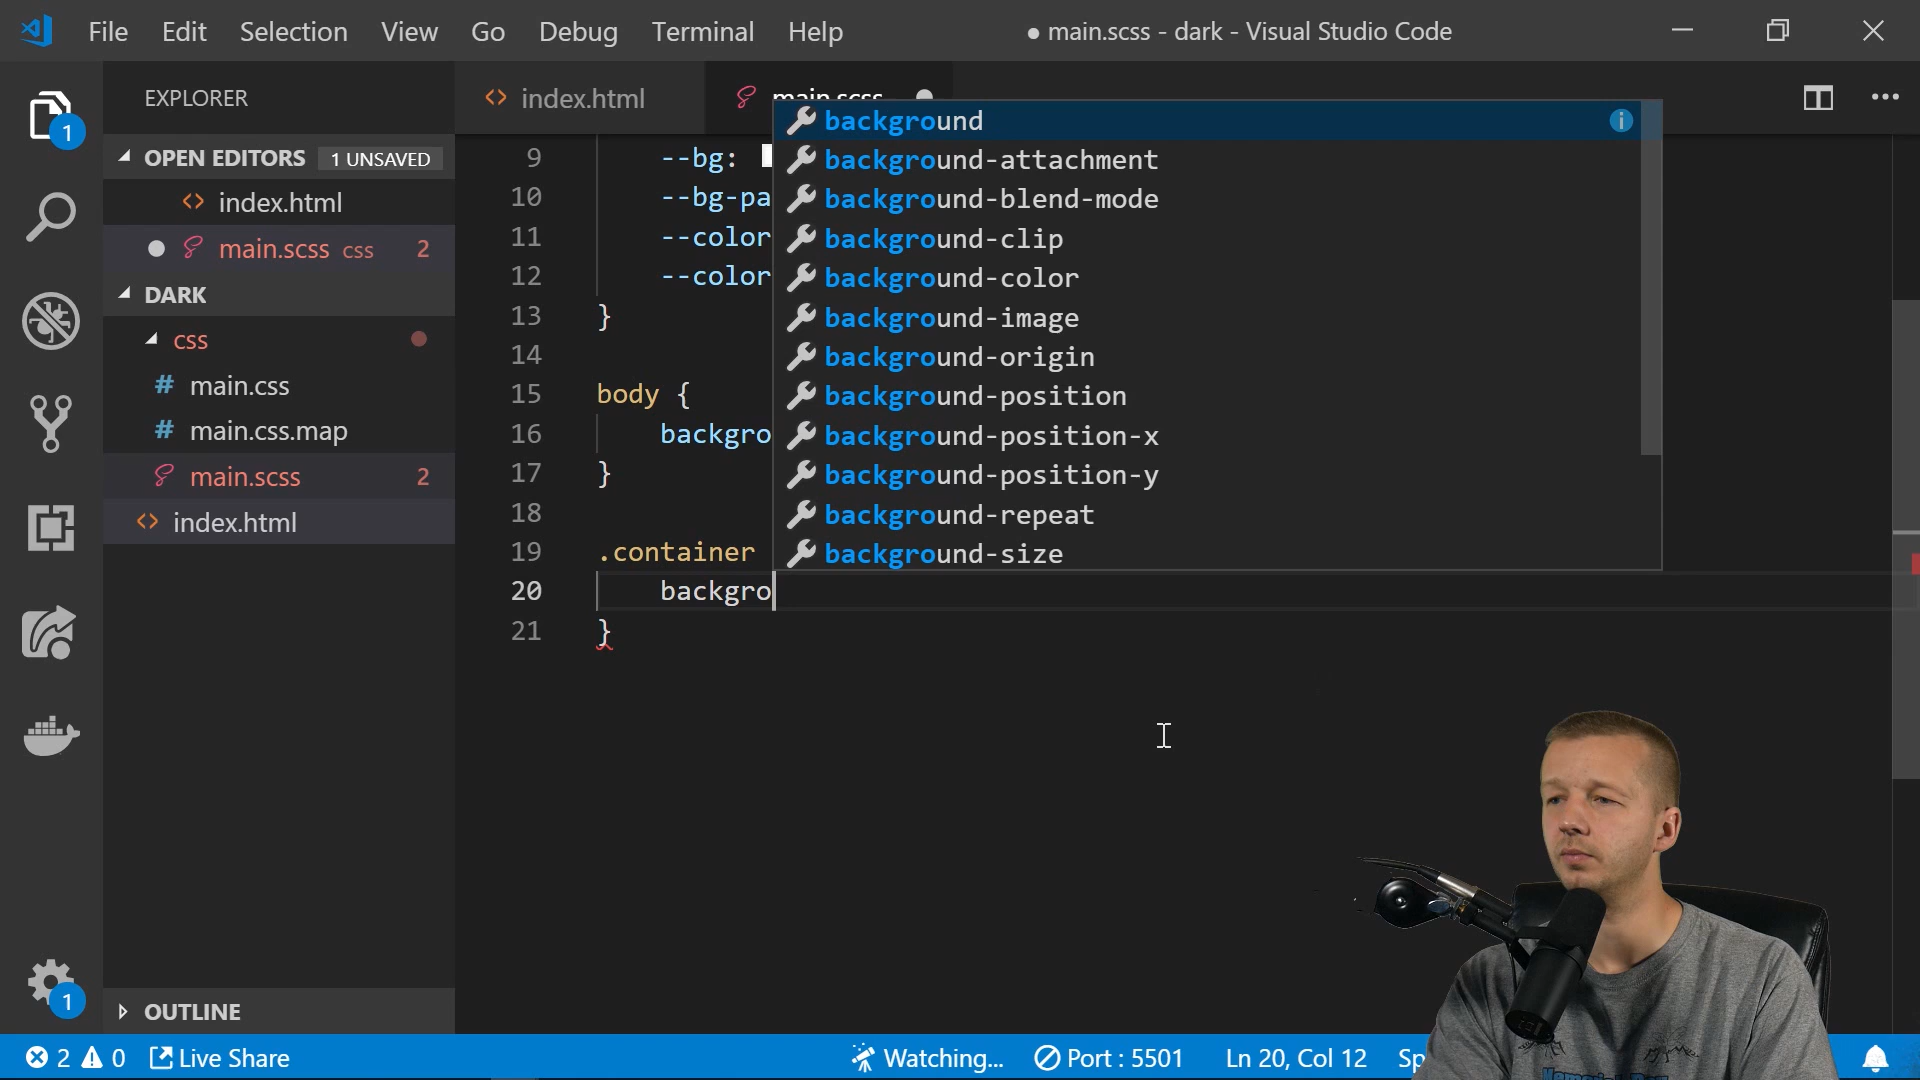 File Edit Selection View Go Debug Terminal Help ● main.scss - dark - Visual Studio Code
EXPLORER
index.html
main.scss
1
OPEN EDITORS 1 UNSAVED
index.html
main.scss css 2
DARK
css
# main.css
# main.css.map
main.scss 2
index.html
OUTLINE
1
9 --bg:
10 --bg-pa
11 --color
12 --color
13 }
14
15 body {
16 backgro
17 }
18
19 .container
20 backgro
21 }
background
background-attachment
background-blend-mode
background-clip
background-color
background-image
background-origin
background-position
background-position-x
background-position-y
background-repeat
background-size
2 0 Live Share Watching... Port : 5501 Ln 20, Col 12 Sp